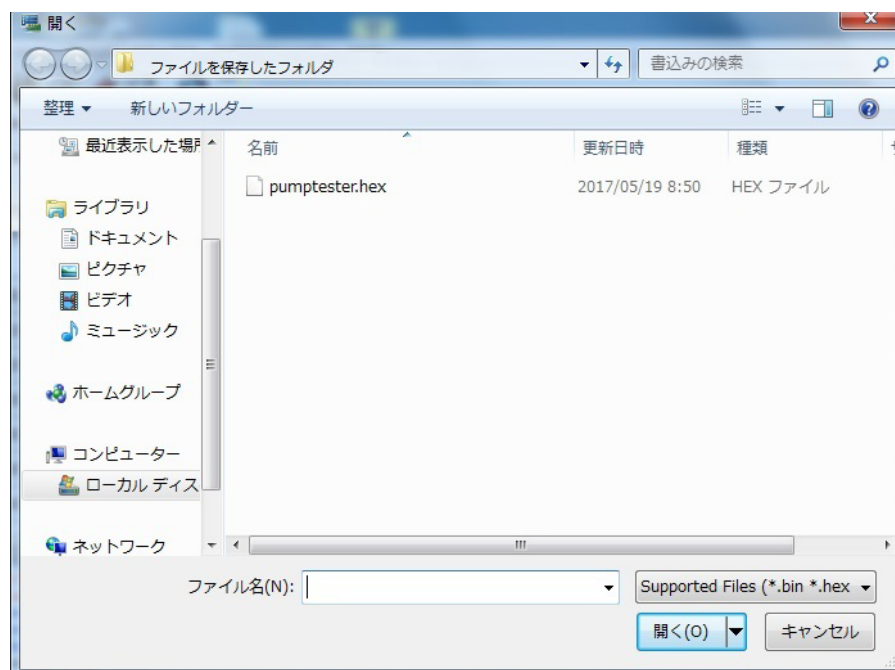 開く
ファイルを保存したフォルダ
書込みの検索
整理
新しいフォルダー
最近表示した場
名前
更新日時
種類
pumptester.hex
2017/05/19 8:50
HEX ファイル
ライブラリ
ドキュメント
ピクチャ
ビデオ
ミュージック
ホームグループ
コンピューター
ローカル ディス
ネットワーク
ファイル名(N):
Supported Files (*.bin *.hex
開く(O)
キャンセル